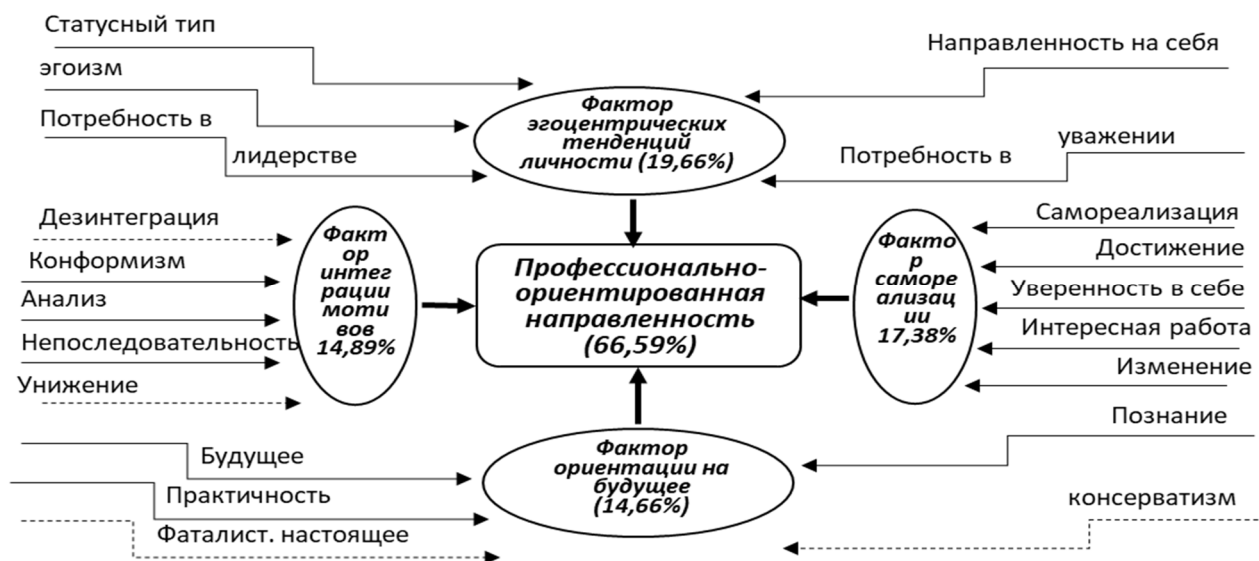 Статусный тип
эгоизм
Потребность в
лидерстве
Направленность на себя
Потребность в
уважении
Фактор
эгоцентрических
тенденций
личности (19,66%)
Дезинтеграция
Конформизм
Анализ
Непоследовательность
Унижение
Факт
ор интег
рации
моти
вов
14,89%
Профессионально-
ориентированная
направленность
(66,59%)
Факто
р саморе
ализац
ии
17,38%
Самореализация
Достижение
Уверенность в себе
Интересная работа
Изменение
Будущее
Практичность
Фаталист. настоящее
Фактор
ориентации на
будущее
(14,66%)
Познание
консерватизм